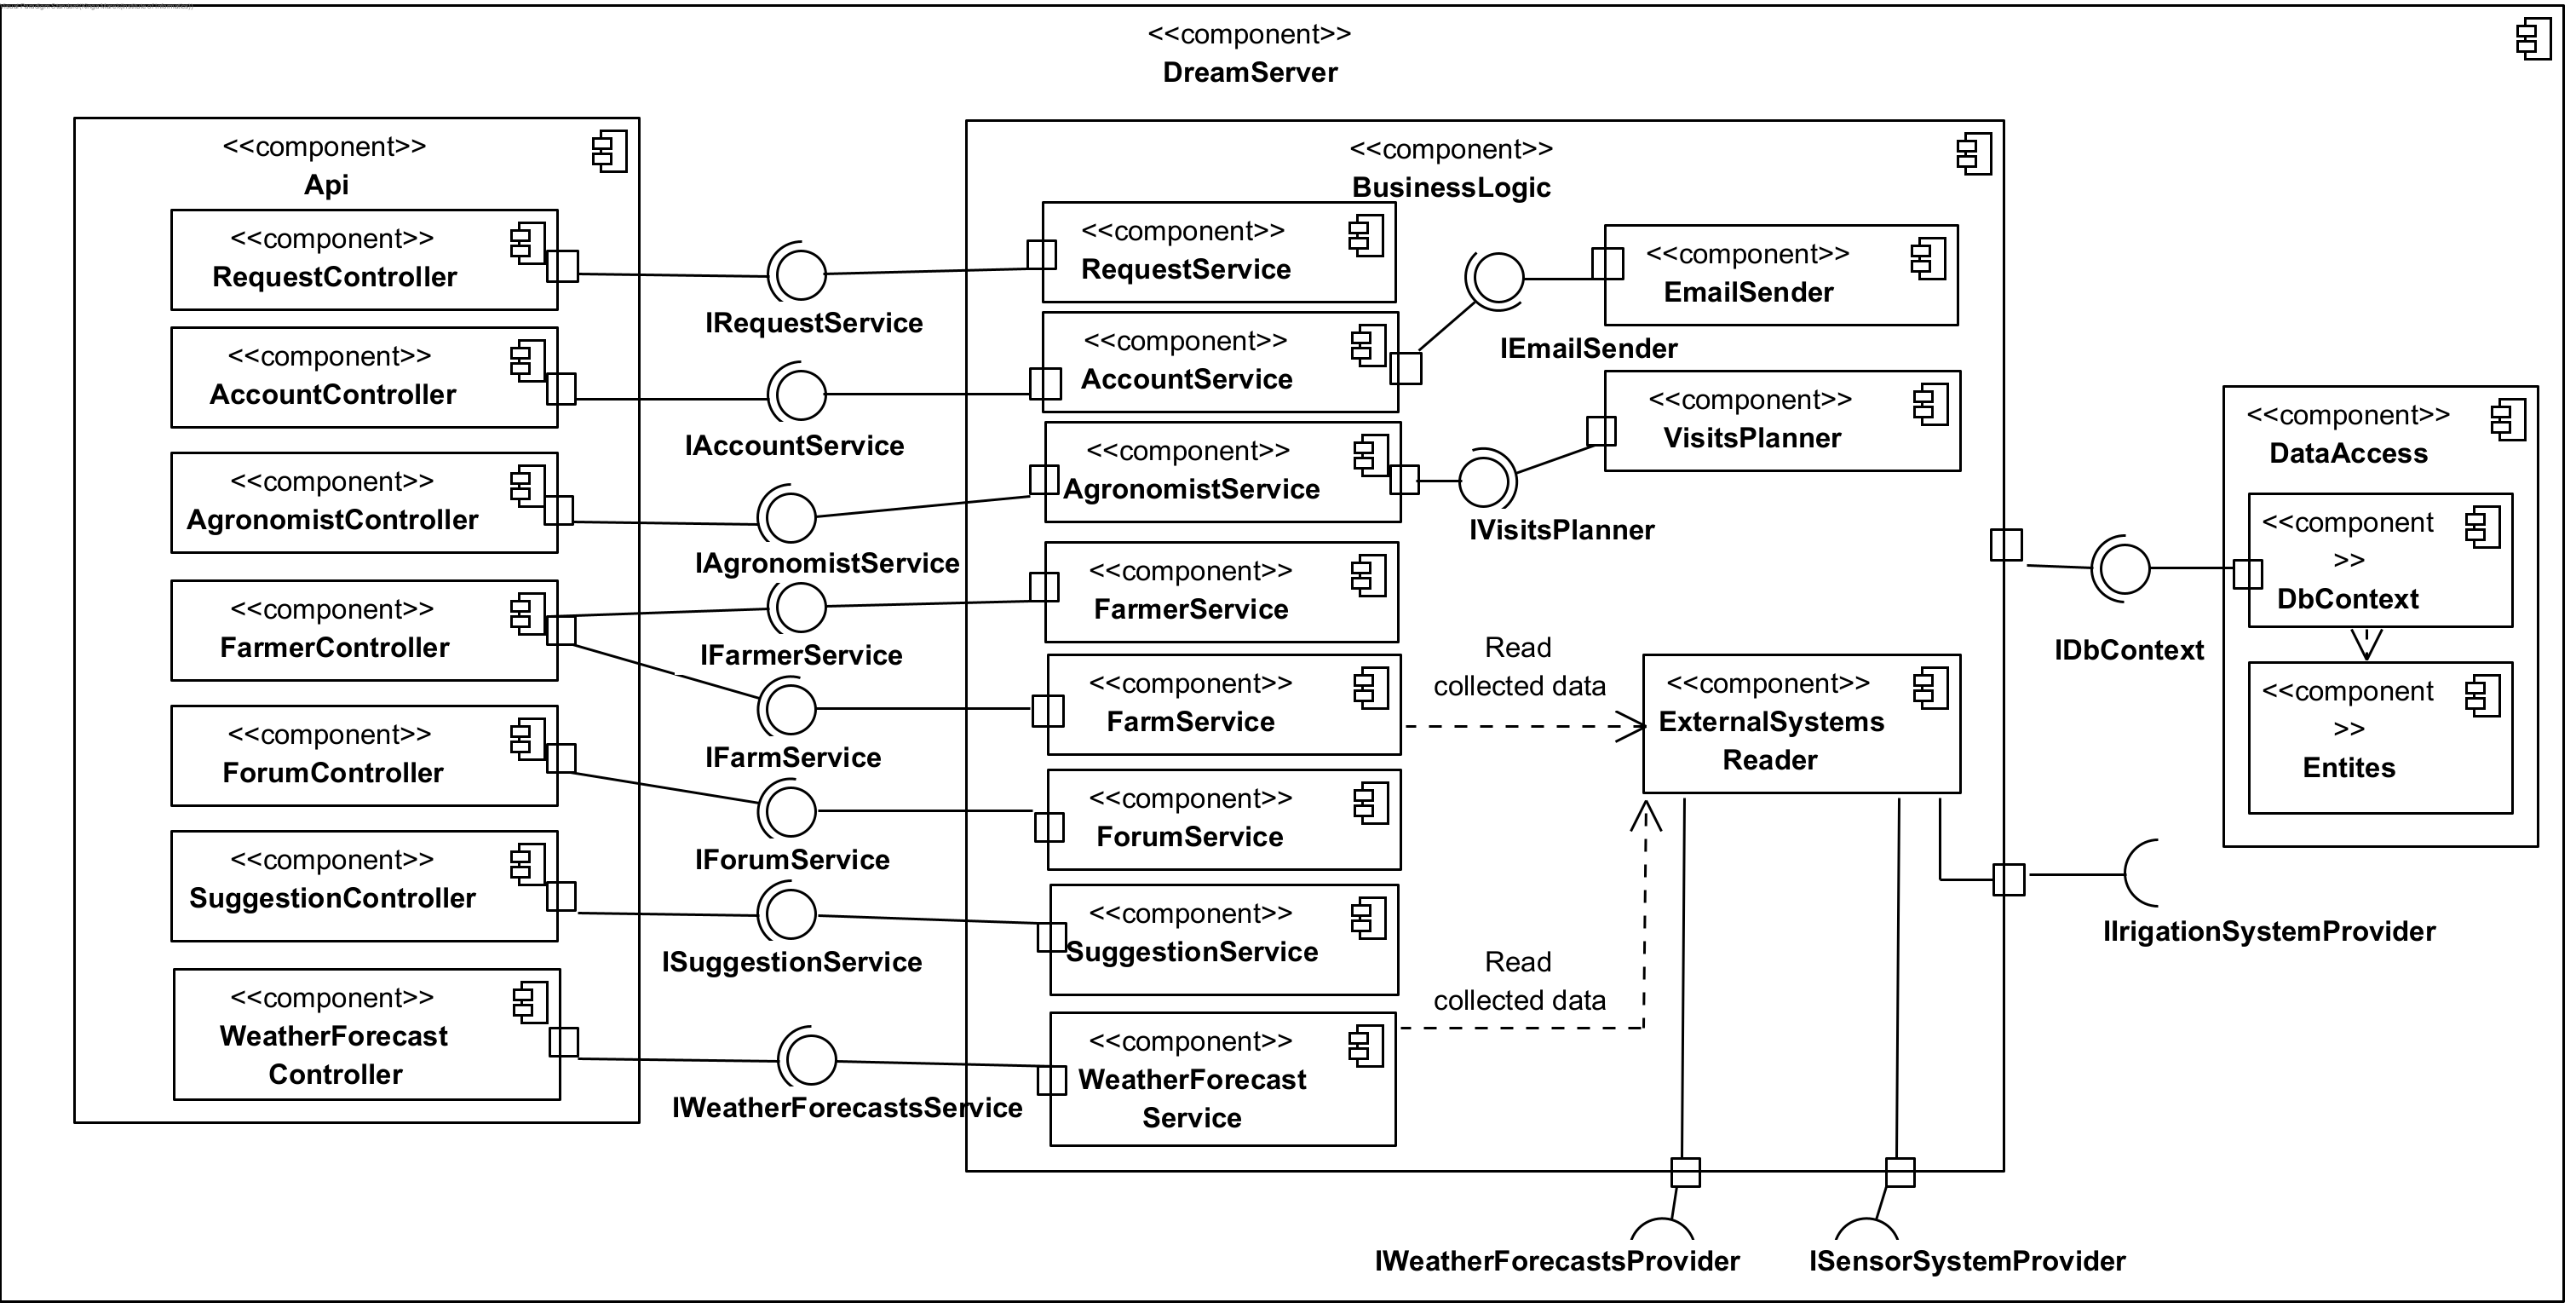 <<component>>
DreamServer
<<component>>
Api
<<component>>
RequestController
<<component>>
AccountController
<<component>>
AgronomistController
<<component>>
FarmerController
<<component>>
ForumController
<<component>>
SuggestionController
<<component>>
WeatherForecast
Controller
IRequestService
IAccountService
IAgronomistService
IFarmerService
IFarmService
IForumService
ISuggestionService
IWeatherForecastsService
<<component>>
BusinessLogic
<<component>>
RequestService
<<component>>
AccountService
<<component>>
AgronomistService
<<component>>
FarmerService
<<component>>
FarmService
<<component>>
ForumService
<<component>>
SuggestionService
<<component>>
WeatherForecast
Service
IEmailSender
<<component>>
EmailSender
IVisitsPlanner
<<component>>
VisitsPlanner
Read
collected data
<<component>>
ExternalSystems
Reader
Read
collected data
IDbContext
<<component>>
DataAccess
<<component
>>
DbContext
<<component
>>
Entites
IIrigationSystemProvider
IWeatherForecastsProvider
ISensorSystemProvider